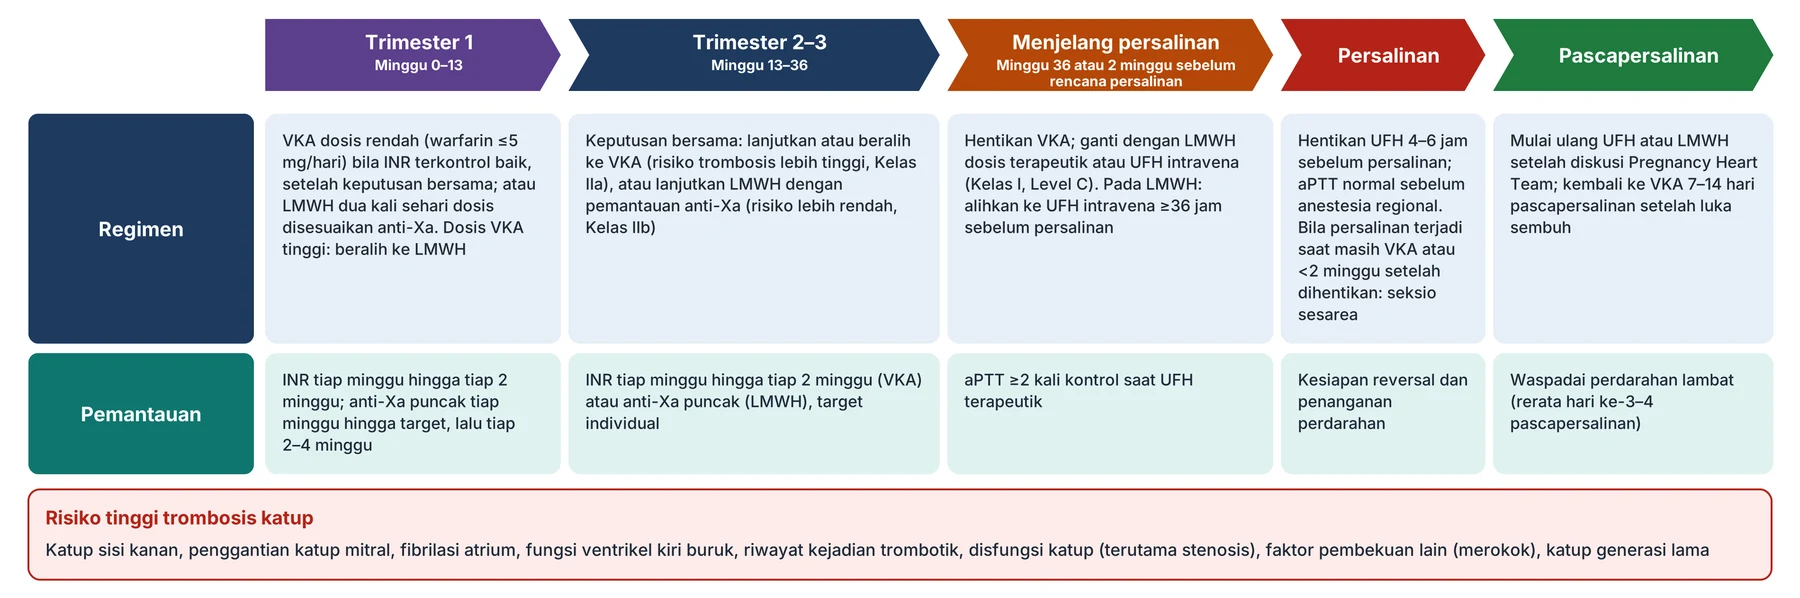 Trimester 1
Minggu 0–13
Trimester 2–3
Minggu 13–36
Menjelang persalinan
Minggu 36 atau 2 minggu sebelum
rencana persalinan
Persalinan
Pascapersalinan
Regimen
VKA dosis rendah (warfarin ≤5
mg/hari) bila INR terkontrol baik,
setelah keputusan bersama; atau
LMWH dua kali sehari dosis
disesuaikan anti-Xa. Dosis VKA
tinggi: beralih ke LMWH
Keputusan bersama: lanjutkan atau beralih
ke VKA (risiko trombosis lebih tinggi, Kelas
IIa), atau lanjutkan LMWH dengan
pemantauan anti-Xa (risiko lebih rendah,
Kelas IIb)
Hentikan VKA; ganti dengan LMWH
dosis terapeutik atau UFH intravena
(Kelas I, Level C). Pada LMWH:
alihkan ke UFH intravena ≥36 jam
sebelum persalinan
Hentikan UFH 4–6 jam
sebelum persalinan;
aPTT normal sebelum
anestesia regional.
Bila persalinan terjadi
saat masih VKA atau
<2 minggu setelah
dihentikan: seksio
sesarea
Mulai ulang UFH atau LMWH
setelah diskusi Pregnancy Heart
Team; kembali ke VKA 7–14 hari
pascapersalinan setelah luka
sembuh
Pemantauan
INR tiap minggu hingga tiap 2
minggu; anti-Xa puncak tiap
minggu hingga target, lalu tiap
2–4 minggu
INR tiap minggu hingga tiap 2 minggu (VKA)
atau anti-Xa puncak (LMWH), target
individual
aPTT ≥2 kali kontrol saat UFH
terapeutik
Kesiapan reversal dan
penanganan
perdarahan
Waspadai perdarahan lambat
(rerata hari ke-3–4
pascapersalinan)
Risiko tinggi trombosis katup
Katup sisi kanan, penggantian katup mitral, fibrilasi atrium, fungsi ventrikel kiri buruk, riwayat kejadian trombotik, disfungsi katup (terutama stenosis), faktor pembekuan lain (merokok), katup generasi lama